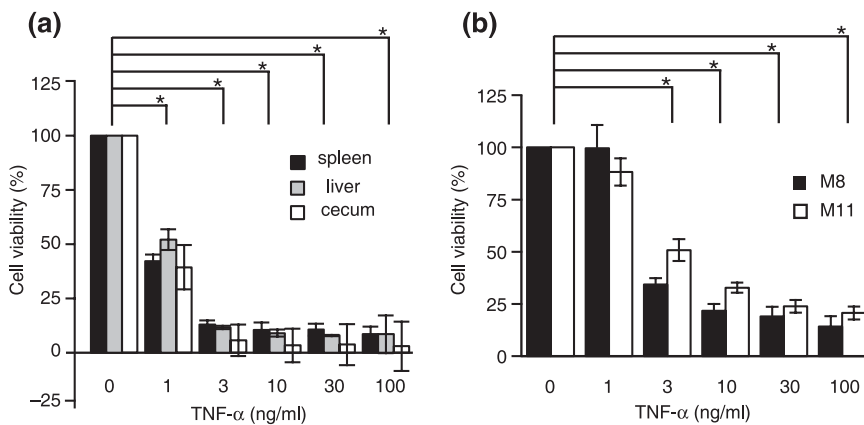 (a)
*
*
*
*
*
125
100
75
50
25
0
−25
Cell viability (%)
spleen
liver
cecum
0 1 3 10 30 100
TNF-α (ng/ml)
(b)
*
*
*
*
125
100
75
50
25
0
Cell viability (%)
M8
M11
0 1 3 10 30 100
TNF-α (ng/ml)